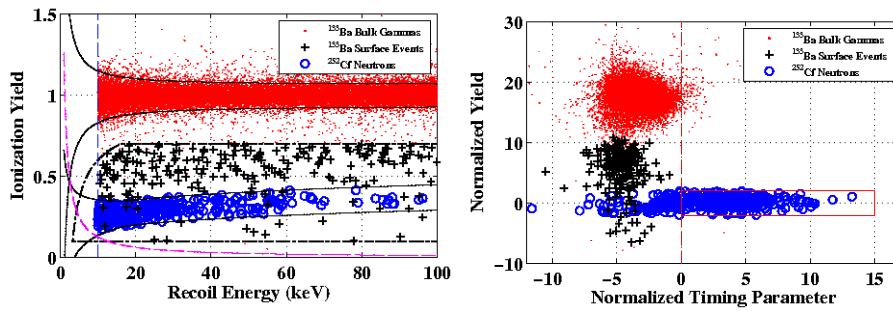 1.5
1
0.5
0
0
20
40
60
80
100
Ionization Yield
Recoil Energy (keV)
¹³³Ba Bulk Gammas
¹³³Ba Surface Events
²⁵²Cf Neutrons
30
20
10
0
−10
−10
−5
0
5
10
15
Normalized Yield
Normalized Timing Parameter
¹³³Ba Bulk Gammas
¹³³Ba Surface Events
²⁵²Cf Neutrons